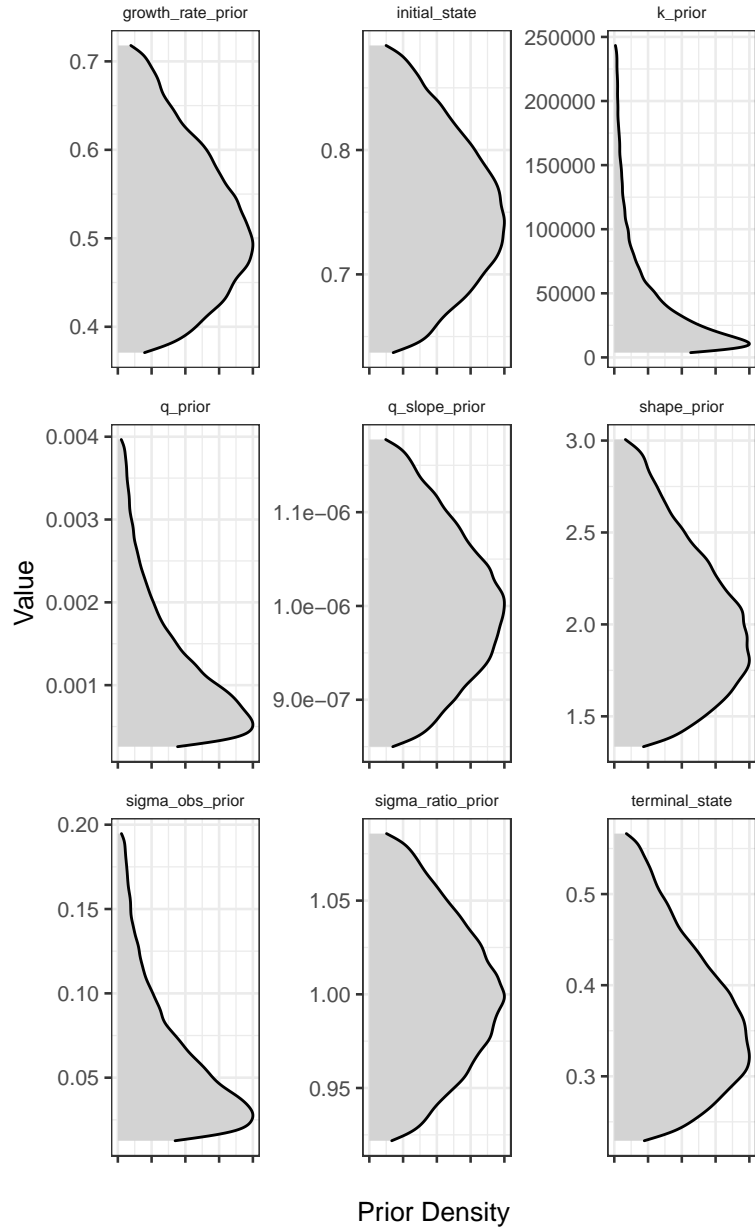 growth_rate_prior
initial_state
k_prior
0.7
0.6
0.5
0.4
0.8
0.7
250000
200000
150000
100000
50000
0
q_prior
q_slope_prior
shape_prior
0.004
0.003
0.002
0.001
1.1e−06
1.0e−06
9.0e−07
3.0
2.5
2.0
1.5
sigma_obs_prior
sigma_ratio_prior
terminal_state
0.20
0.15
0.10
0.05
1.05
1.00
0.95
0.5
0.4
0.3
Value
Prior Density